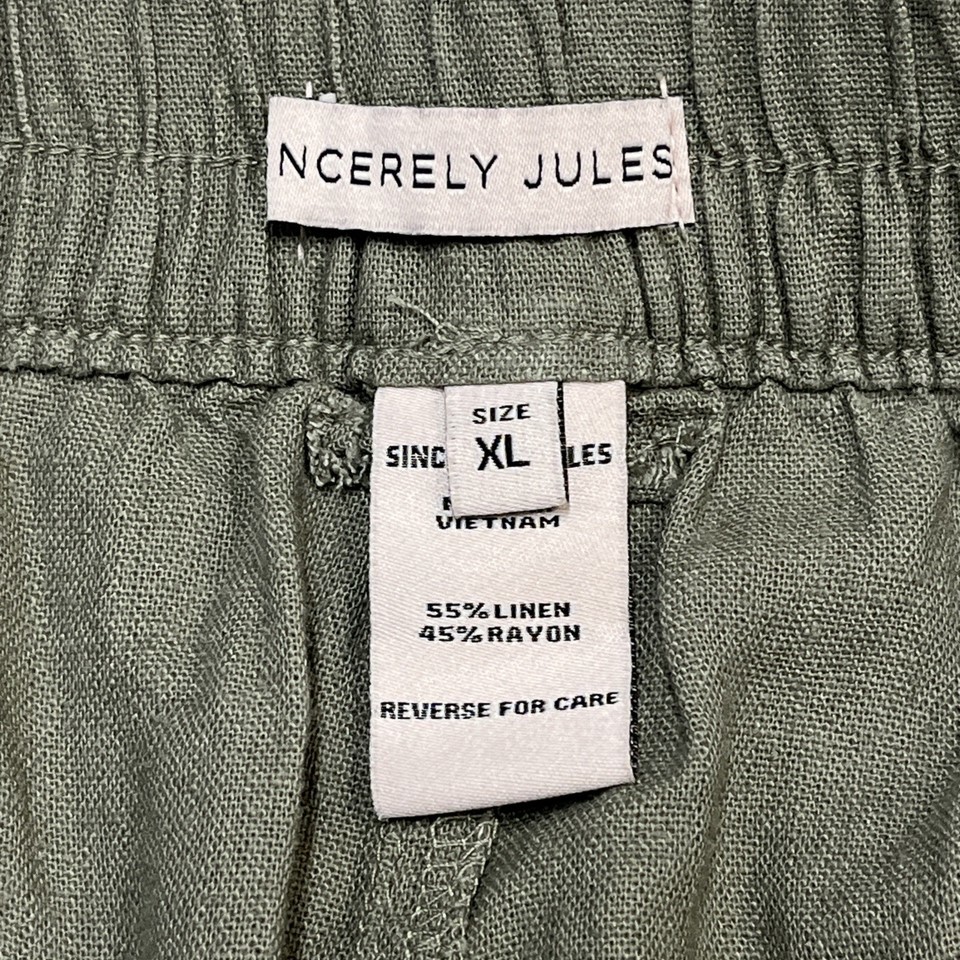 NCERELY JULES
SIZE
XL
SINC LES
VIETNAM
55% LINEN
45% RAYON
REVERSE FOR CARE